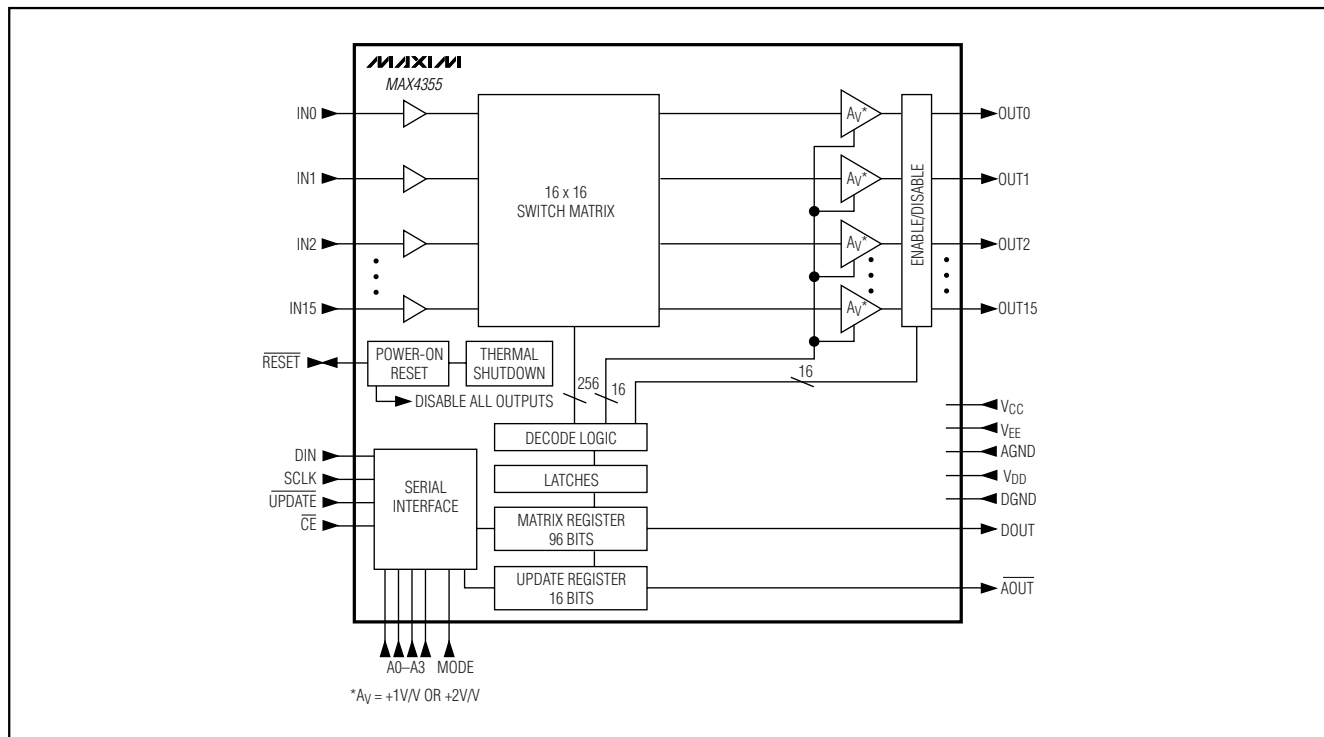 MAXIM
MAX4355
IN0
IN1
IN2
IN15
16 x 16
SWITCH MATRIX
AV*
AV*
AV*
AV*
ENABLE/DISABLE
OUT0
OUT1
OUT2
OUT15
RESET
POWER-ON
RESET
THERMAL
SHUTDOWN
DISABLE ALL OUTPUTS
256
16
16
DECODE LOGIC
LATCHES
MATRIX REGISTER
96 BITS
UPDATE REGISTER
16 BITS
DIN
SCLK
UPDATE
CE
SERIAL
INTERFACE
VCC
VEE
AGND
VDD
DGND
DOUT
AOUT
A0–A3 MODE
*AV = +1V/V OR +2V/V